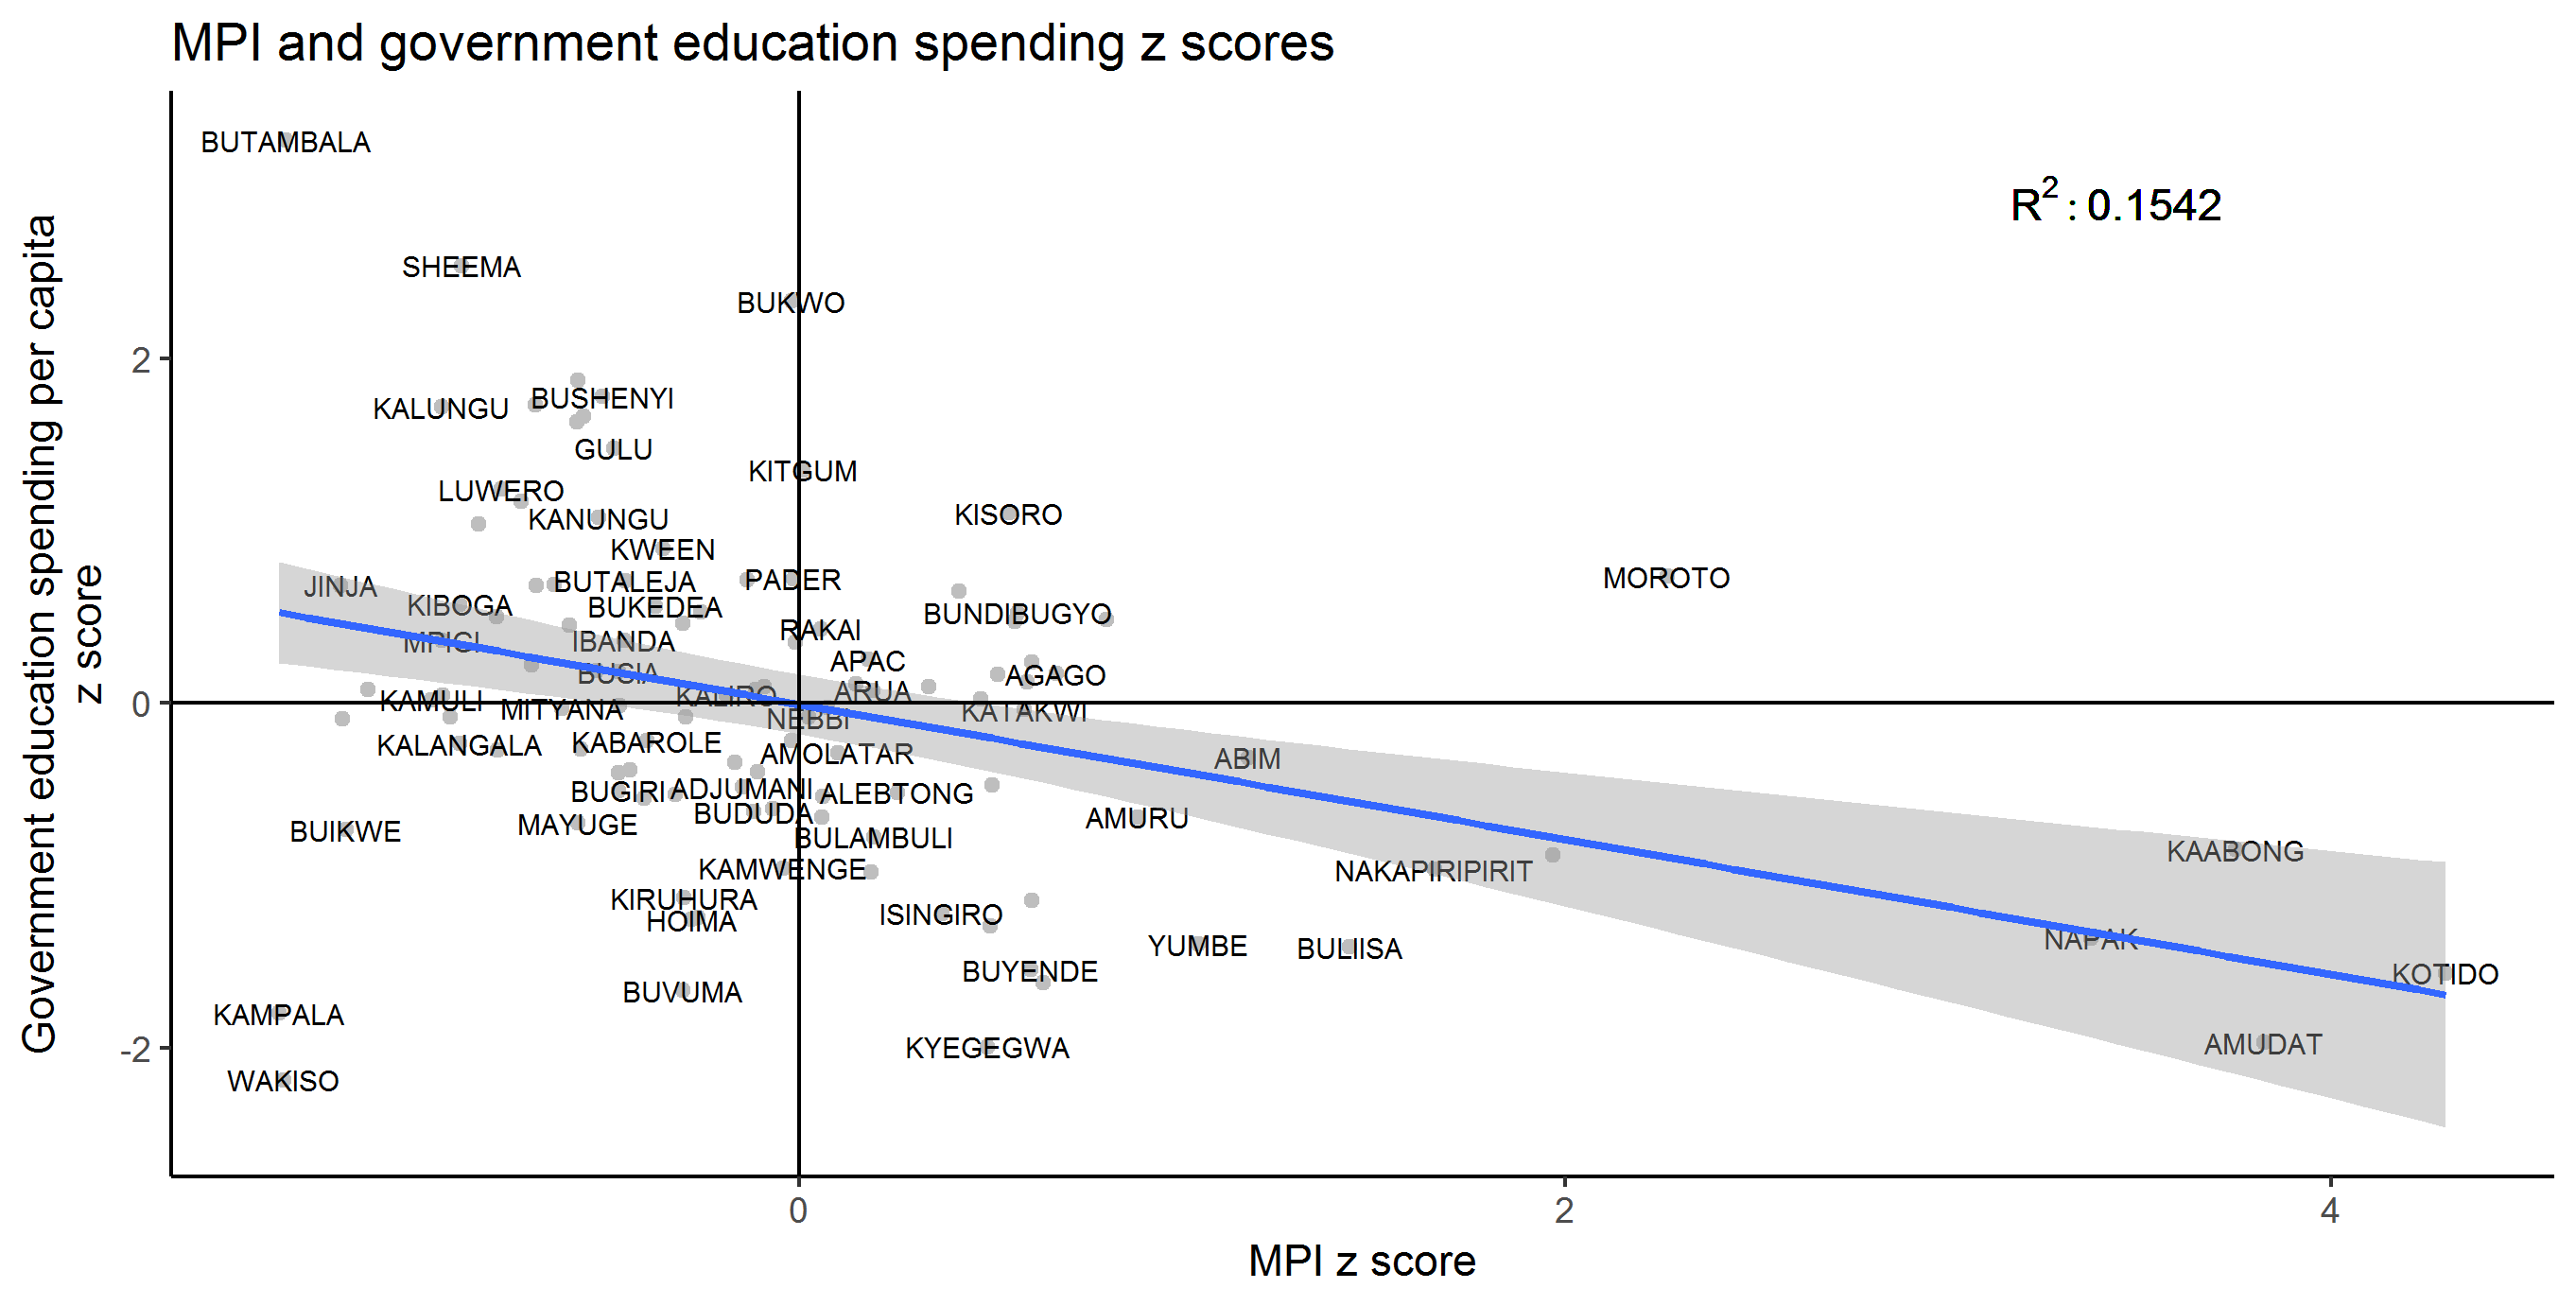 MPI and government education spending z scores
R²: 0.1542
Government education spending per capita
z score
2
0
-2
BUTAMBALA
SHEEMA
BUKWO
BUSHENYI
KALUNGU
GULU
KITGUM
LUWERO
KISORO
KANUNGU
KWEEN
MOROTO
PADER
BUTALEJA
JINJA
KIBOGA
BUKEDEA
BUNDIBUGYO
RAKAI
MPIGI
IBANDA
APAC
BUSIA
AGAGO
ARUA
KALIRO
KAMULI
MITYANA
KATAKWI
NEBBI
KABAROLE
KALANGALA
AMOLATAR
ABIM
ADJUMANI
BUGIRI
ALEBTONG
BUDUDA
AMURU
MAYUGE
BUIKWE
BULAMBULI
KAABONG
KAMWENGE
NAKAPIRIPIRIT
KIRUHURA
ISINGIRO
HOIMA
NAPAK
YUMBE
BULIISA
BUYENDE
KOTIDO
BUVUMA
KAMPALA
AMUDAT
KYEGEGWA
WAKISO
0
2
4
MPI z score